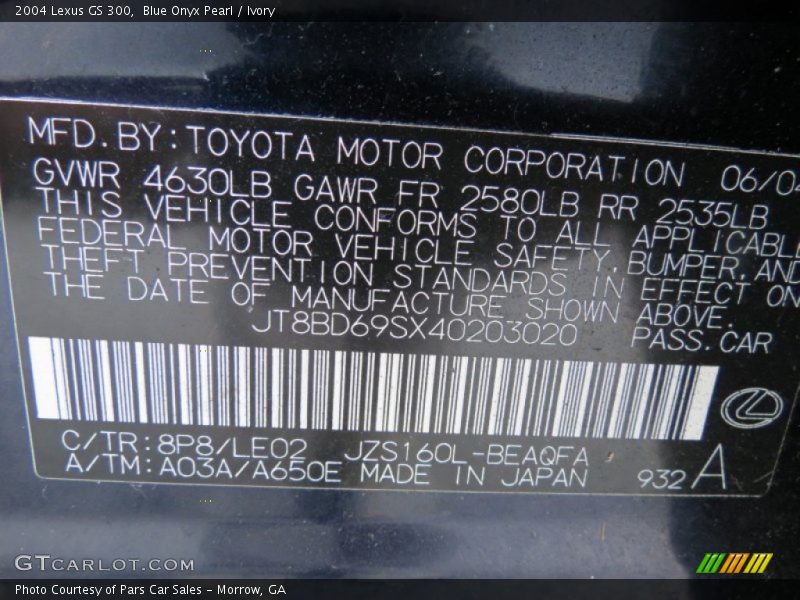 2004 Lexus GS 300,  Blue Onyx Pearl / Ivory
MFD. BY: TOYOTA MOTOR CORPORATION 06/04
GVWR 4630LB GAWR FR 2580LB RR 2535LB
THIS VEHICLE CONFORMS TO ALL APPLICABLE
FEDERAL MOTOR VEHICLE SAFETY, BUMPER, AND
THEFT PREVENTION STANDARDS IN EFFECT ON
THE DATE OF MANUFACTURE SHOWN ABOVE.
JT8BD69SX40203020 PASS. CAR
C/TR: 8P8/LE02 JZS160L-BEAQFA
A/TM: A03A/A650E MADE IN JAPAN 932 A
GTCARLOT.COM
Photo Courtesy of Pars Car Sales - Morrow, GA